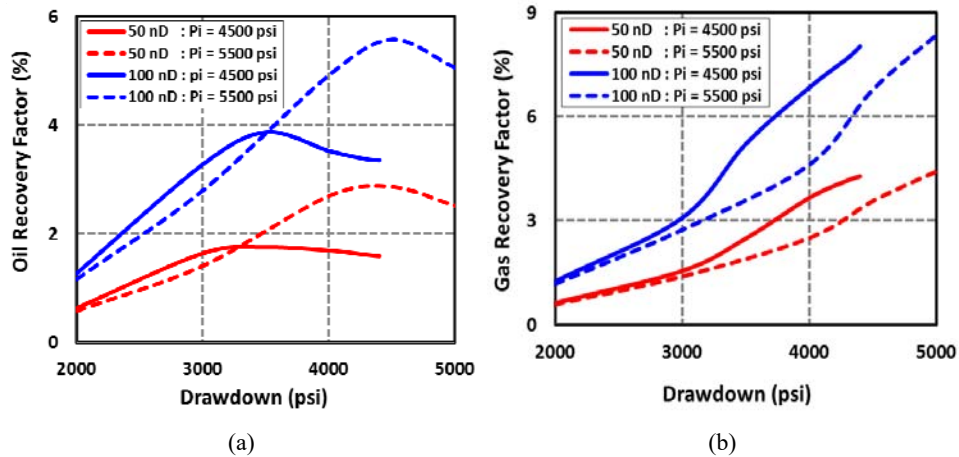 6
4
2
0
Oil Recovery Factor (%)
50 nD : Pi = 4500 psi
50 nD : Pi = 5500 psi
100 nD : Pi = 4500 psi
100 nD : Pi = 5500 psi
2000 3000 4000 5000
Drawdown (psi)
(a)
9
6
3
0
Gas Recovery Factor (%)
50 nD : Pi = 4500 psi
50 nD : Pi = 5500 psi
100 nD : Pi = 4500 psi
100 nD : Pi = 5500 psi
2000 3000 4000 5000
Drawdown (psi)
(b)